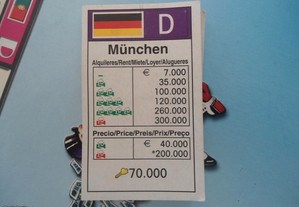 D
München
Alquileres/Rent/Miete/Loyer/Alugueres
€ 7.000
35.000
100.000
120.000
260.000
300.000
Precio/Price/Preis/Prix/Preço
€ 40.000
*200.000
70.000